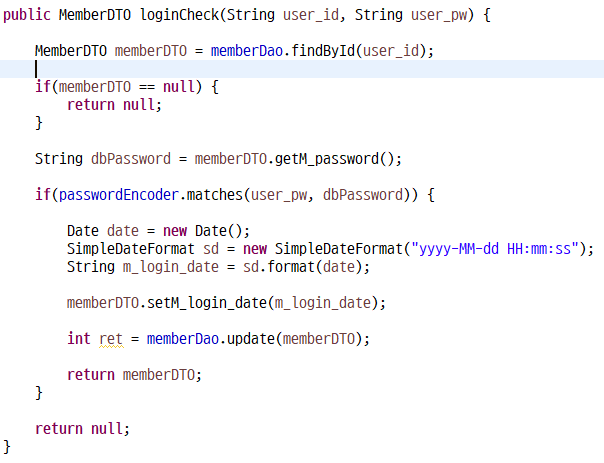 public MemberDTO loginCheck(String user_id, String user_pw) {
MemberDTO memberDTO = memberDao.findById(user_id);
if(memberDTO == null) {
return null;
}
String dbPassword = memberDTO.getM_password();
if(passwordEncoder.matches(user_pw, dbPassword)) {
Date date = new Date();
SimpleDateFormat sd = new SimpleDateFormat("yyyy-MM-dd HH:mm:ss");
String m_login_date = sd.format(date);
memberDTO.setM_login_date(m_login_date);
int ret = memberDao.update(memberDTO);
return memberDTO;
}
return null;
}